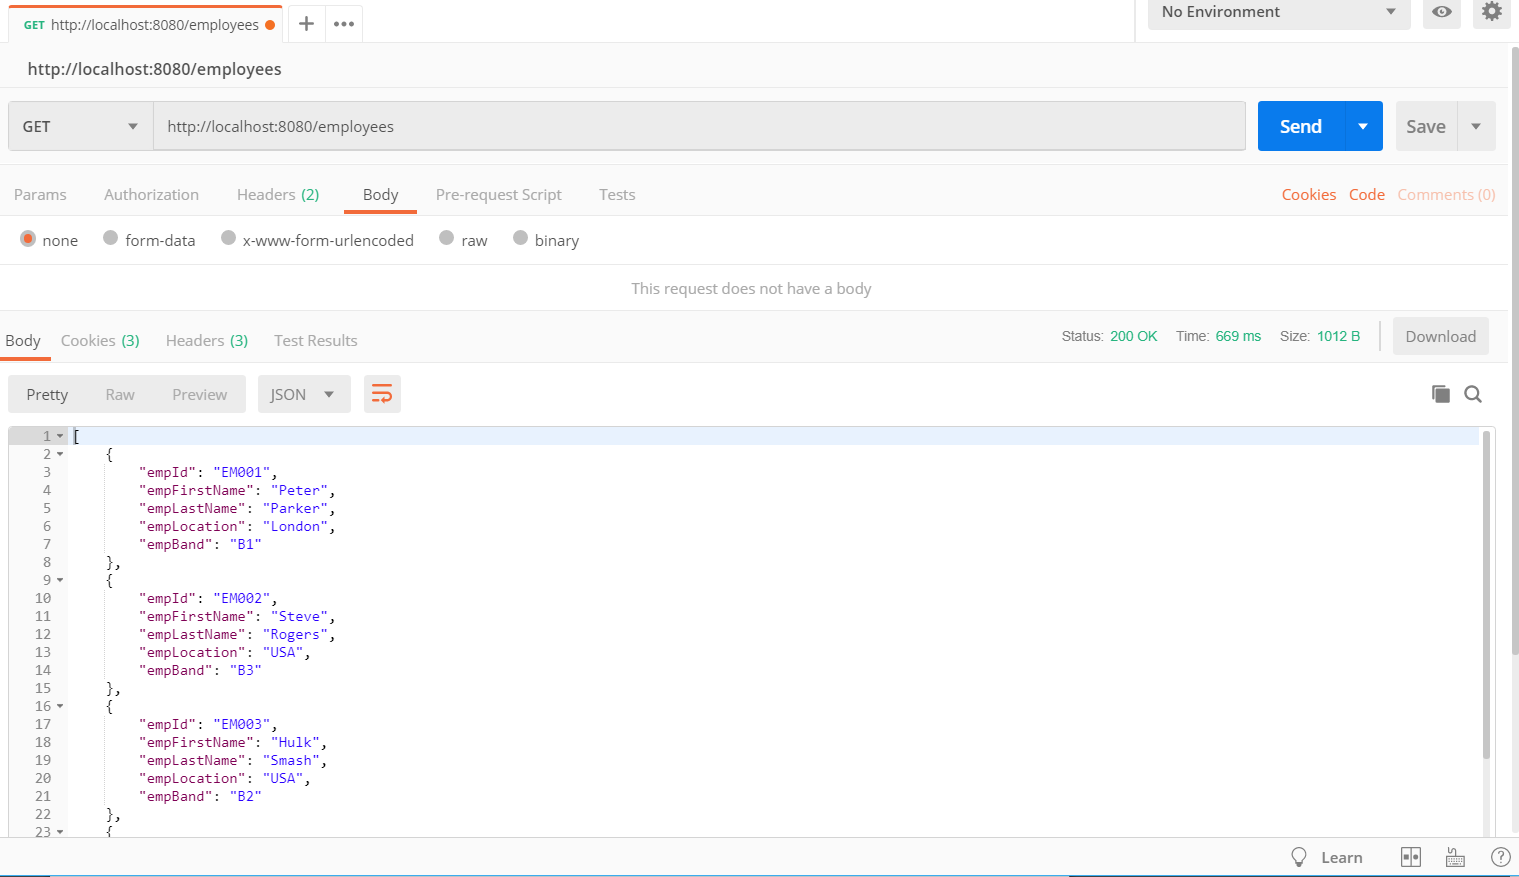 GET http://localhost:8080/employees + ••• No Environment
http://localhost:8080/employees
GET http://localhost:8080/employees Send Save
Params Authorization Headers (2) Body Pre-request Script Tests Cookies Code Comments (0)
none form-data x-www-form-urlencoded raw binary
This request does not have a body
Body Cookies (3) Headers (3) Test Results Status: 200 OK Time: 669 ms Size: 1012 B Download
Pretty Raw Preview JSON
1 [
2 {
3 "empId": "EM001",
4 "empFirstName": "Peter",
5 "empLastName": "Parker",
6 "empLocation": "London",
7 "empBand": "B1"
8 },
9 {
10 "empId": "EM002",
11 "empFirstName": "Steve",
12 "empLastName": "Rogers",
13 "empLocation": "USA",
14 "empBand": "B3"
15 },
16 {
17 "empId": "EM003",
18 "empFirstName": "Hulk",
19 "empLastName": "Smash",
20 "empLocation": "USA",
21 "empBand": "B2"
22 },
23 {
Learn ?